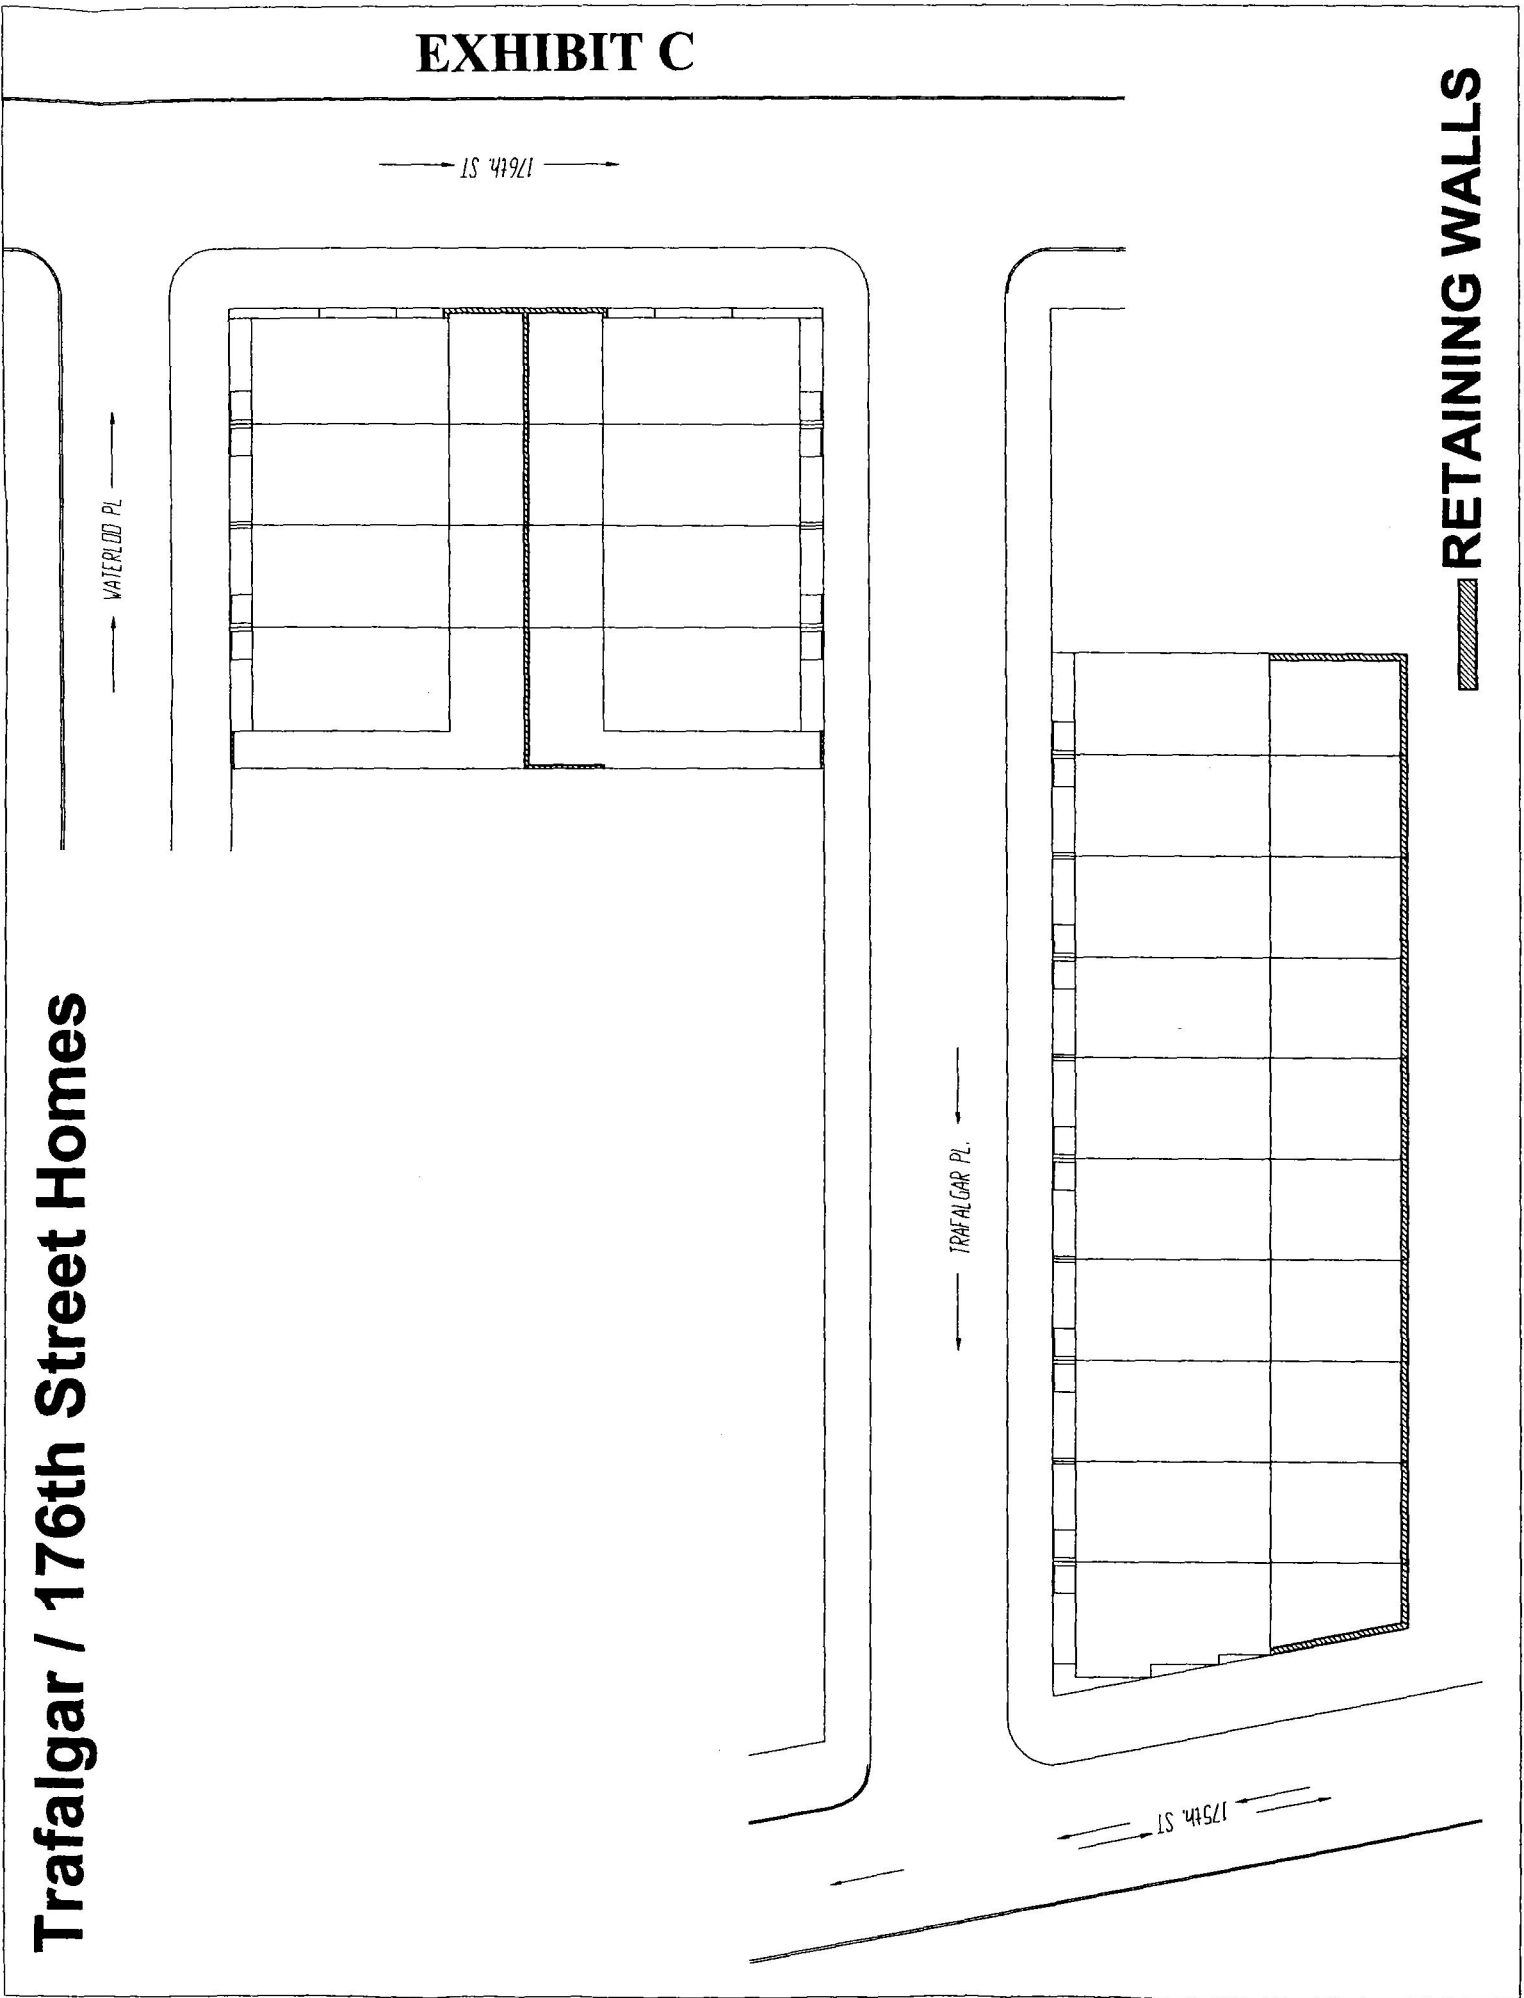 EXHIBIT C
Trafalgar / 176th Street Homes
176th. ST
WATERLOO PL
TRAFALGAR PL.
175th. ST
RETAINING WALLS